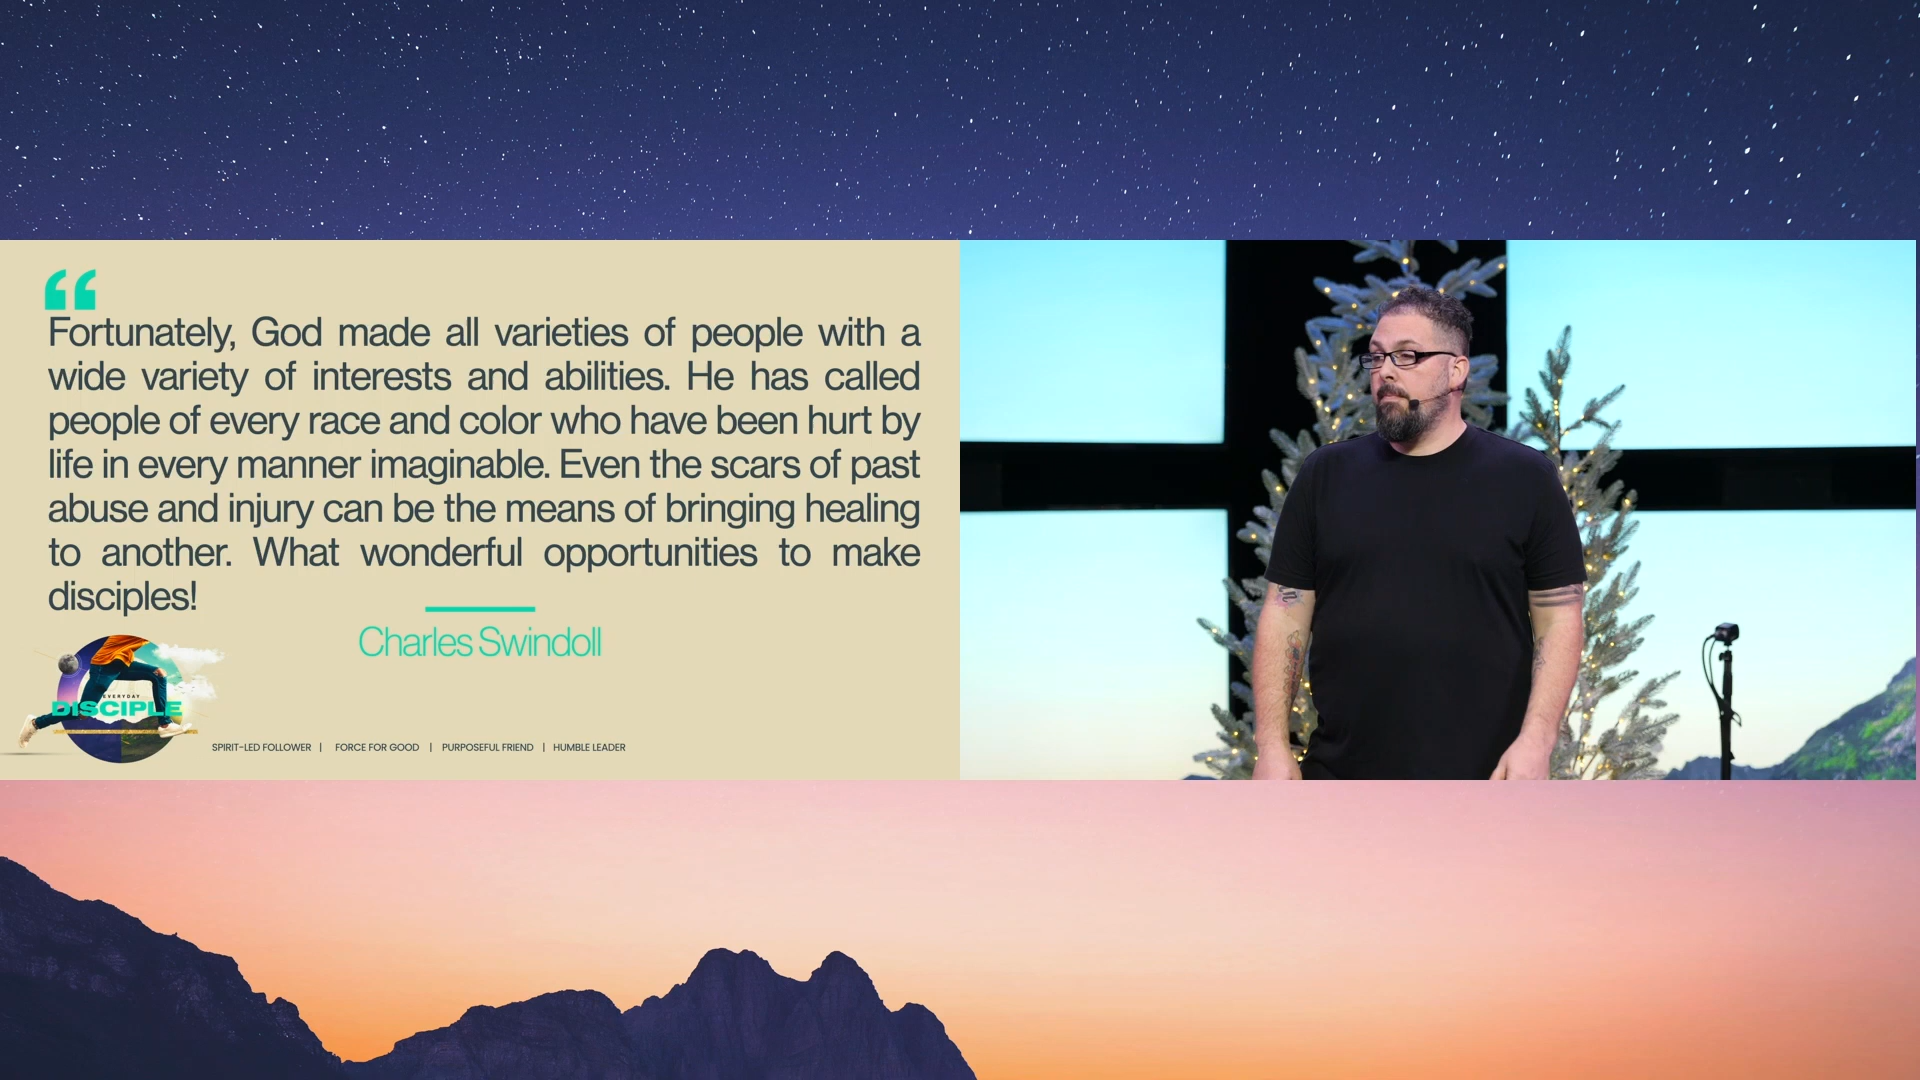 “
Fortunately, God made all varieties of people with a
wide variety of interests and abilities. He has called
people of every race and color who have been hurt by
life in every manner imaginable. Even the scars of past
abuse and injury can be the means of bringing healing
to another. What wonderful opportunities to make
disciples!
Charles Swindoll
EVERYDAY
DISCIPLE
SPIRIT-LED FOLLOWER | FORCE FOR GOOD | PURPOSEFUL FRIEND | HUMBLE LEADER